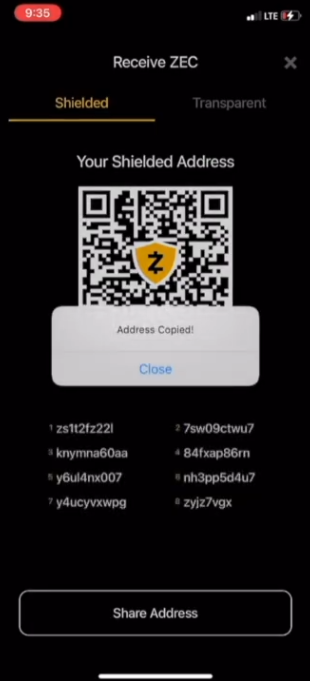 9:35 LTE
Receive ZEC
Shielded Transparent
Your Shielded Address
Address Copied!
Close
1 zs1t2fz22l 2 7sw09ctwu7
3 knymna60aa 4 84fxap86rn
5 y6ul4nx007 6 nh3pp5d4u7
7 y4ucyvxwpg 8 zyjz7vgx
Share Address